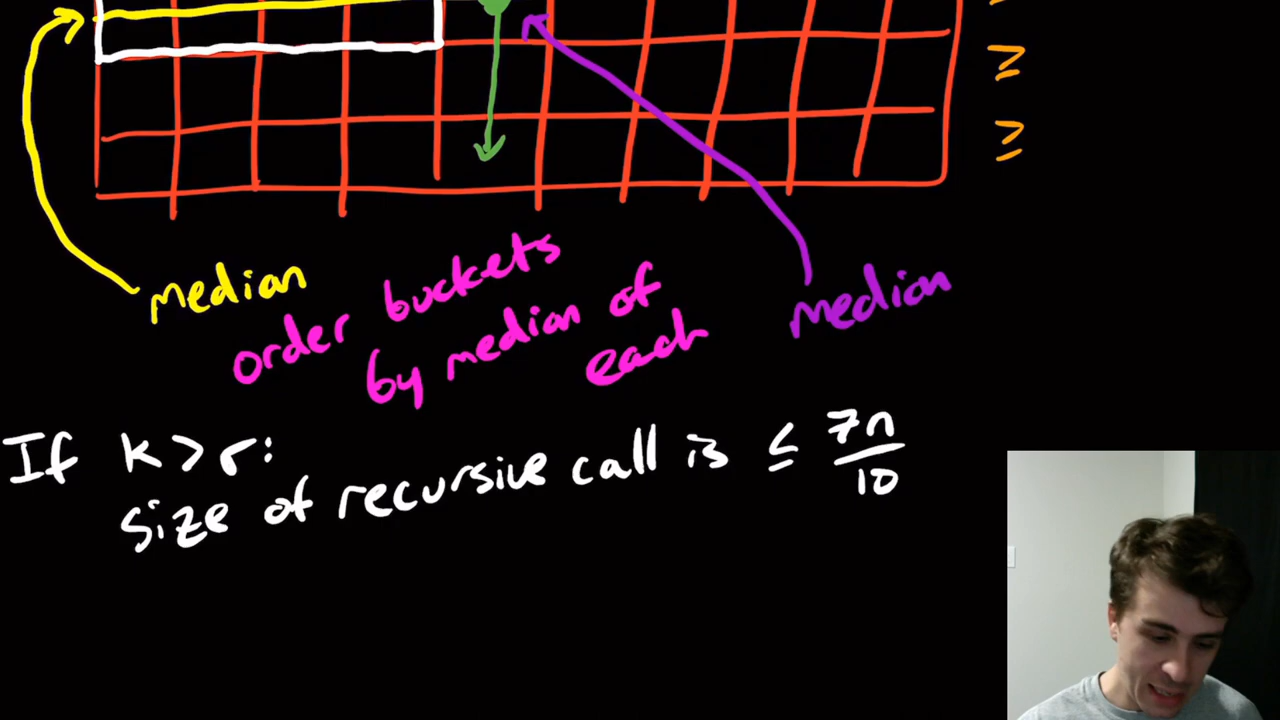 ≥
≥
median
order buckets
by median of
each
median
If k > r:
size of recursive call is ≤ 7n/10